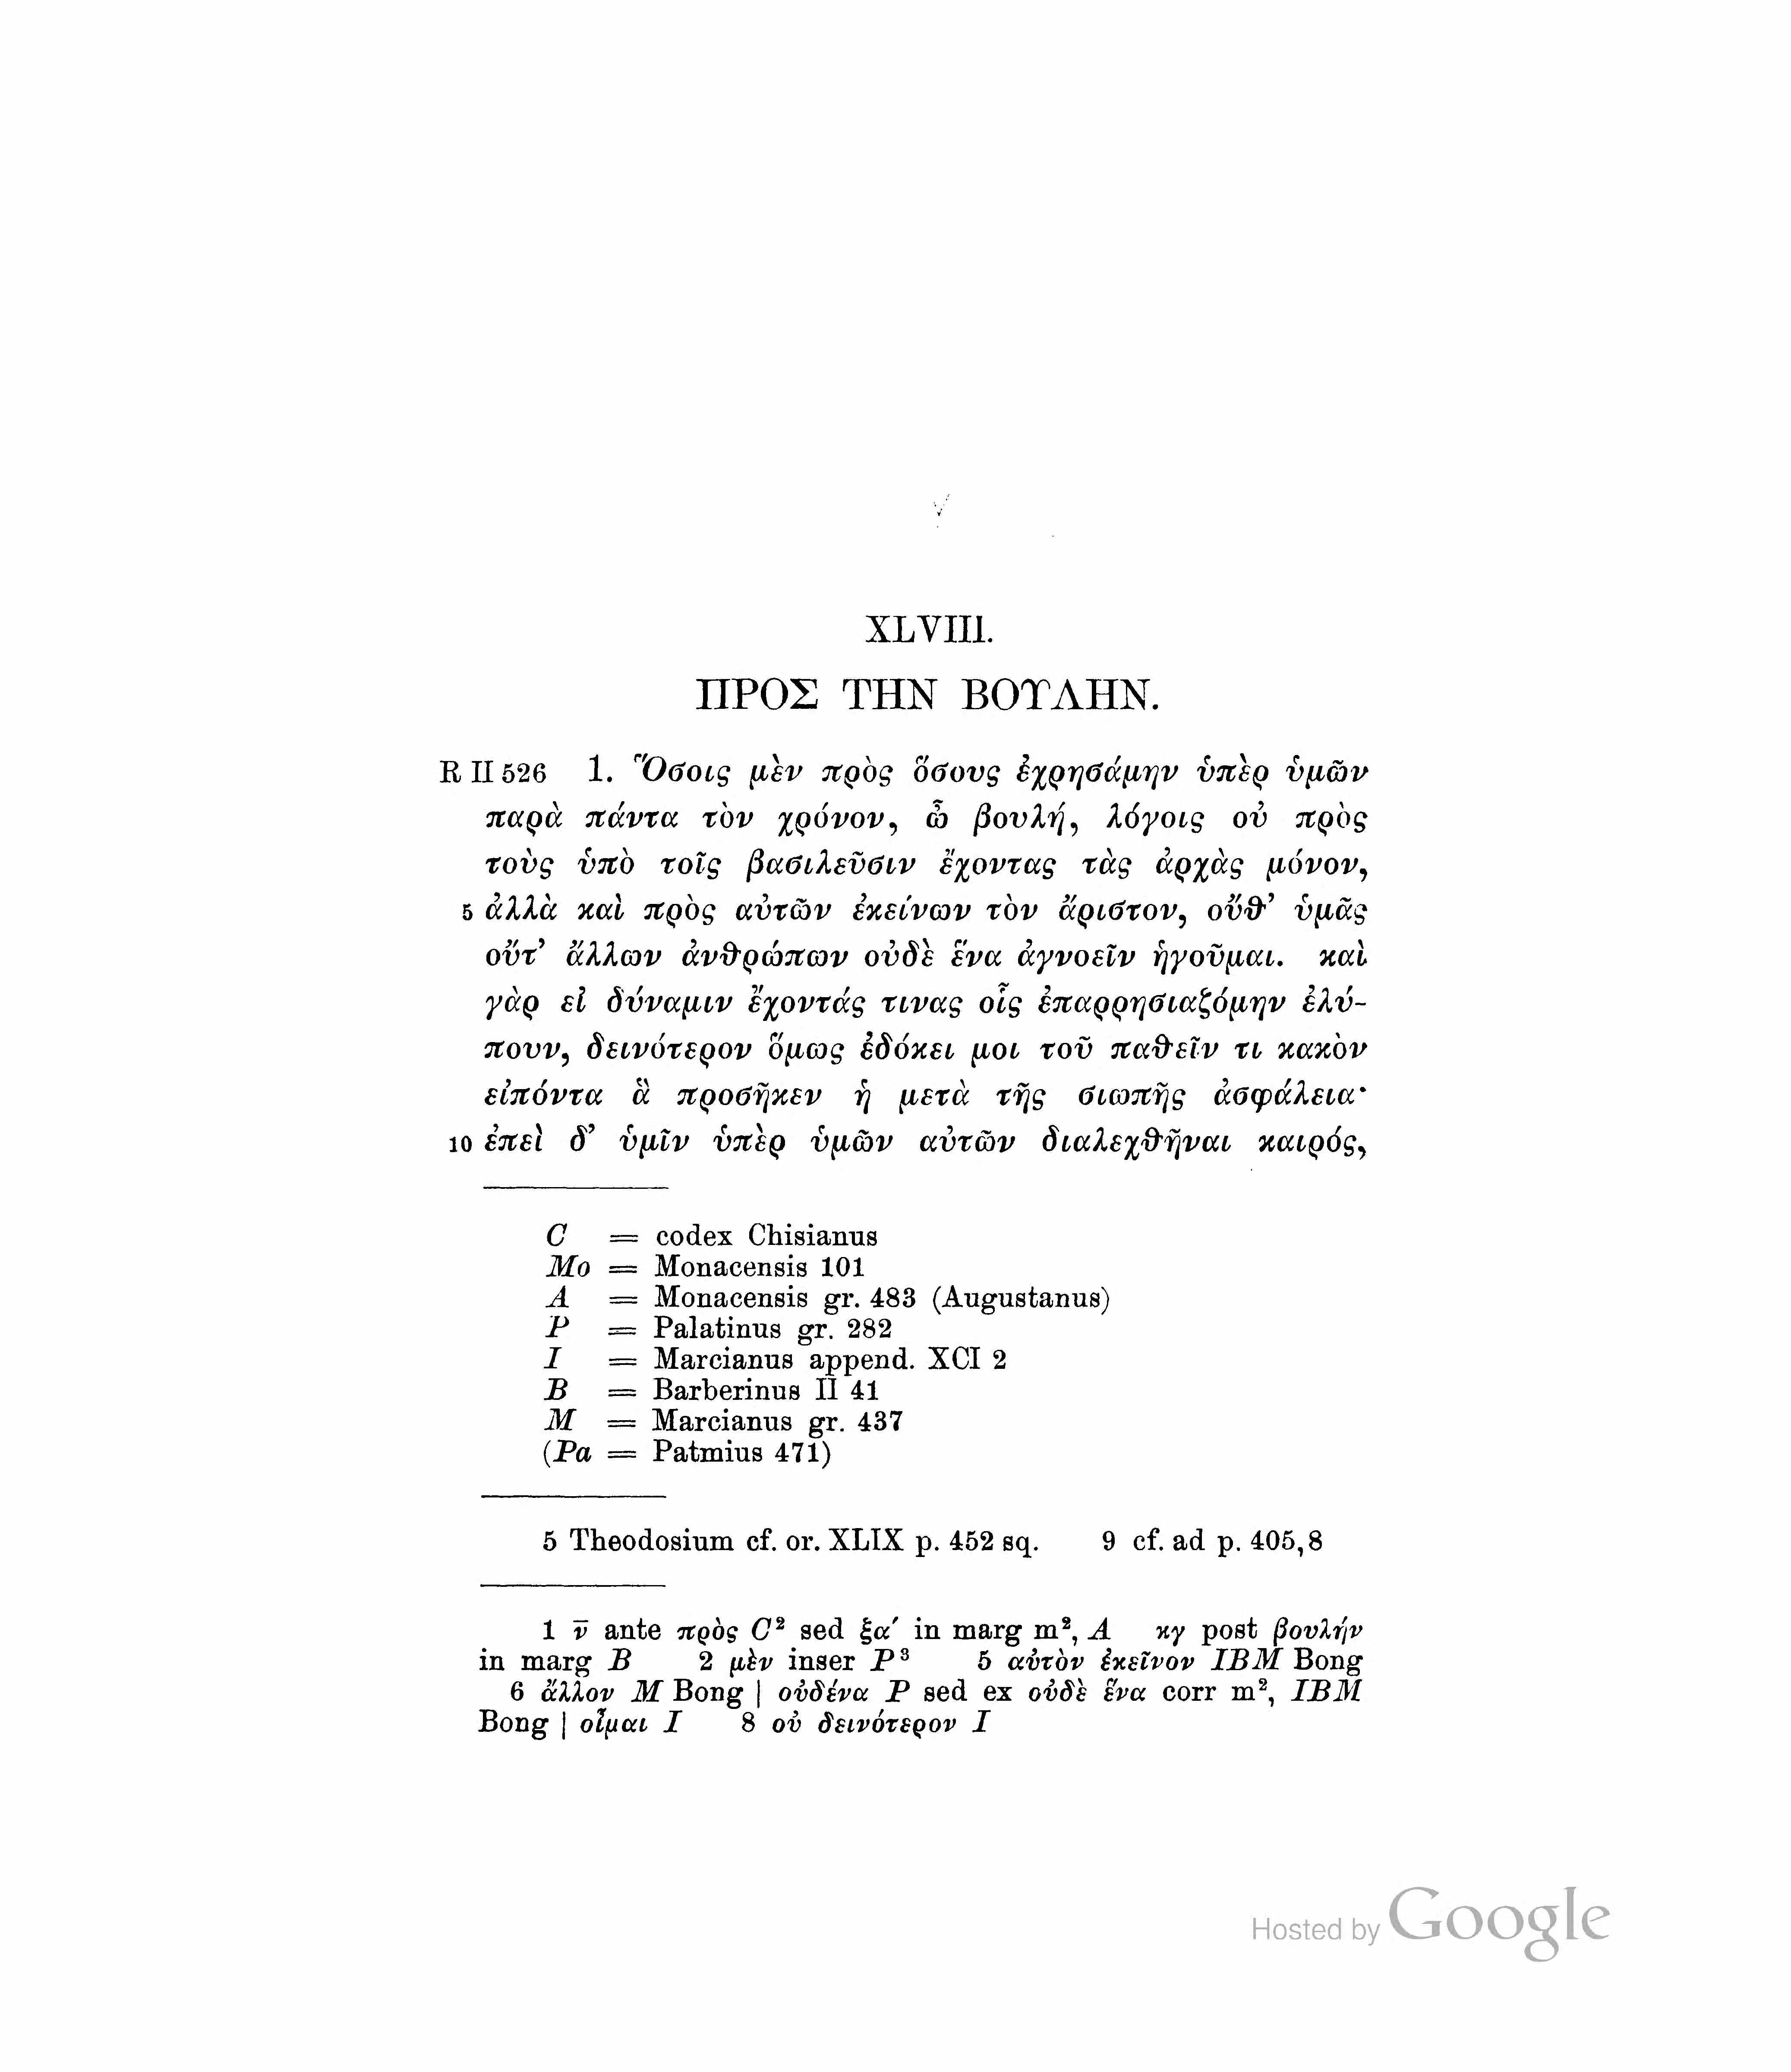 XLVIII.
ΠΡΟΣ ΤΗΝ ΒΟΥΛΗΝ.
R II 526 1. Ὅσοις μὲν πρὸς ὅσους ἐχρησάμην ὑπὲρ ὑμῶν
παρὰ πάντα τὸν χρόνον, ὦ βουλή, λόγοις οὐ πρὸς
τοὺς ὑπὸ τοῖς βασιλεῦσιν ἔχοντας τὰς ἀρχὰς μόνον,
5 ἀλλὰ καὶ πρὸς αὐτῶν ἐκείνων τὸν ἄριστον, οὔθ’ ὑμᾶς
οὔτ’ ἄλλων ἀνθρώπων οὐδὲ ἕνα ἀγνοεῖν ἡγοῦμαι. καὶ
γὰρ εἰ δύναμιν ἔχοντάς τινας οἷς ἐπαρρησιαζόμην ἐλύ-
πουν, δεινότερον ὅμως ἐδόκει μοι τοῦ παθεῖν τι κακὸν
εἰπόντα ἃ προσῆκεν ἡ μετὰ τῆς σιωπῆς ἀσφάλεια·
10 ἐπεὶ δ’ ὑμῖν ὑπὲρ ὑμῶν αὐτῶν διαλεχθῆναι καιρός,
C = codex Chisianus
Mo = Monacensis 101
A = Monacensis gr. 483 (Augustanus)
P = Palatinus gr. 282
I = Marcianus append. XCI 2
B = Barberinus II 41
M = Marcianus gr. 437
(Pa = Patmius 471)
5 Theodosium cf. or. XLIX p. 452 sq. 9 cf. ad p. 405,8
1 ν̄ ante πρὸς C² sed ξα′ in marg m², A κγ post βουλήν
in marg B 2 μὲν inser P³ 5 αὐτὸν ἐκεῖνον IBM Bong
6 ἄλλον M Bong | οὐδένα P sed ex οὐδὲ ἕνα corr m², IBM
Bong | οἶμαι I 8 οὐ δεινότερον I
Hosted by Google